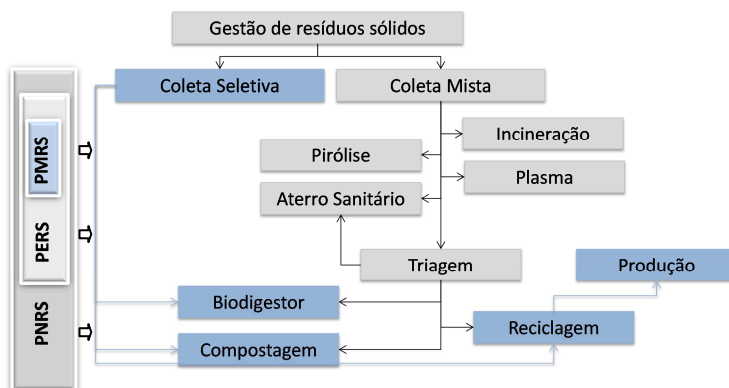 Gestão de resíduos sólidos
Coleta Seletiva
Coleta Mista
Incineração
Pirólise
Plasma
Aterro Sanitário
Triagem
Produção
Biodigestor
Reciclagem
Compostagem
PMRS
PERS
PNRS